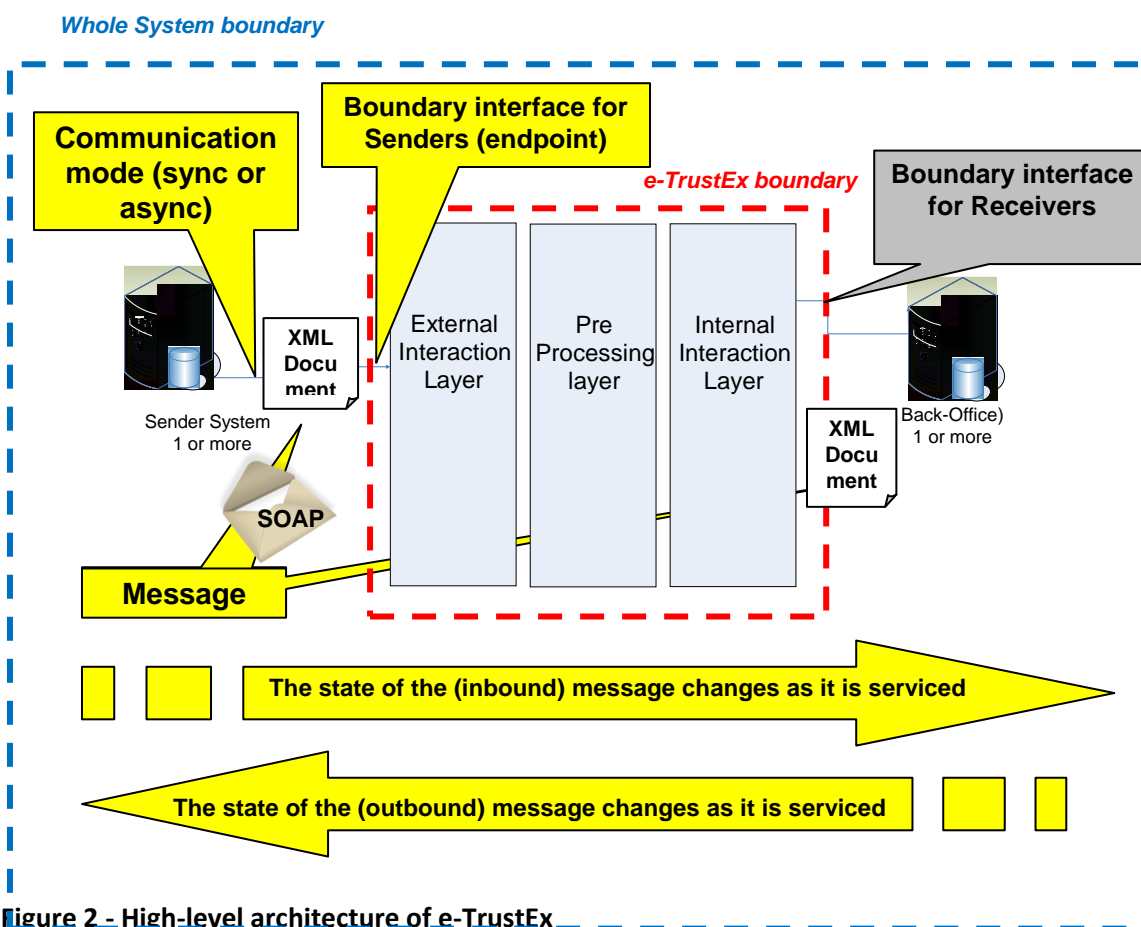 Whole System boundary
Communication
mode (sync or
async)
Boundary interface for
Senders (endpoint)
e-TrustEx boundary
Boundary interface
for Receivers
XML
Docu
ment
External
Interaction
Layer
Pre
Processing
layer
Internal
Interaction
Layer
Sender System
1 or more
Back-Office)
1 or more
XML
Docu
ment
SOAP
Message
The state of the (inbound) message changes as it is serviced
The state of the (outbound) message changes as it is serviced
Figure 2 - High-level architecture of e-TrustEx